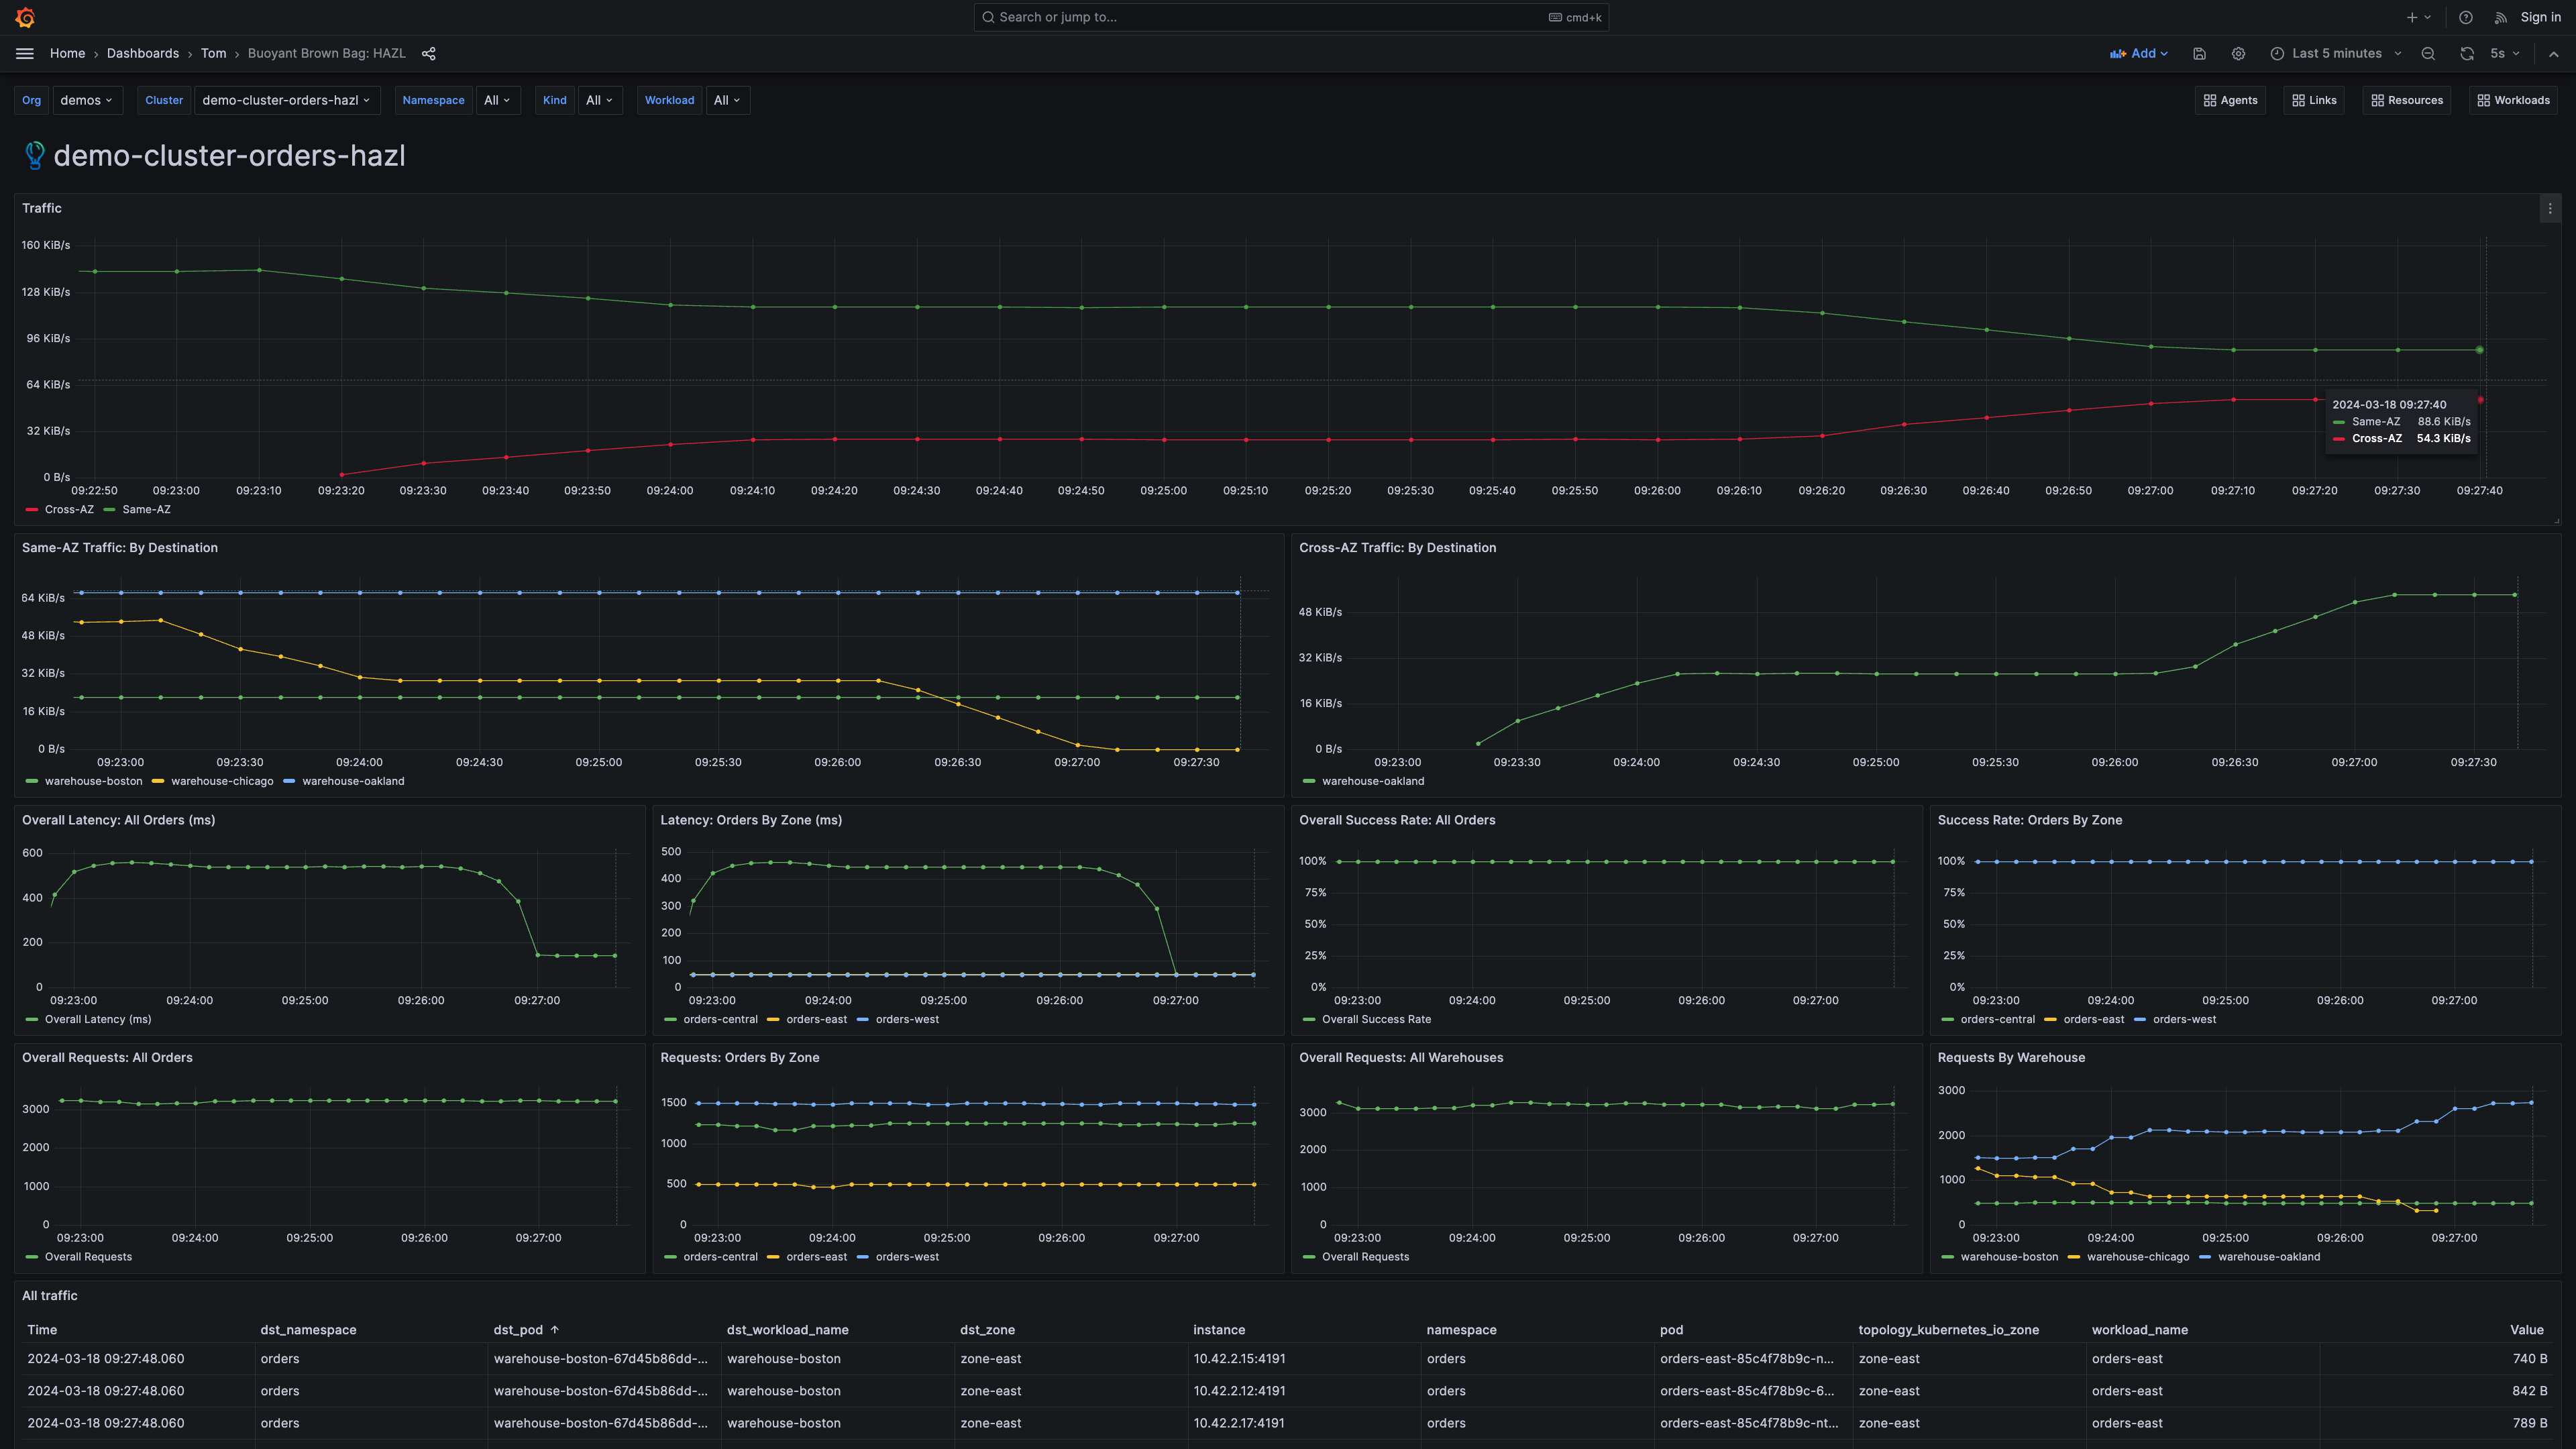 Search or jump to... cmd+k Sign in
Home › Dashboards › Tom › Buoyant Brown Bag: HAZL Add Last 5 minutes 5s
Org demos Cluster demo-cluster-orders-hazl Namespace All Kind All Workload All Agents Links Resources Workloads
demo-cluster-orders-hazl
Traffic
160 KiB/s
128 KiB/s
96 KiB/s
64 KiB/s
32 KiB/s
0 B/s
2024-03-18 09:27:40
Same-AZ 88.6 KiB/s
Cross-AZ 54.3 KiB/s
09:22:50 09:23:00 09:23:10 09:23:20 09:23:30 09:23:40 09:23:50 09:24:00 09:24:10 09:24:20 09:24:30 09:24:40 09:24:50 09:25:00 09:25:10 09:25:20 09:25:30 09:25:40 09:25:50 09:26:00 09:26:10 09:26:20 09:26:30 09:26:40 09:26:50 09:27:00 09:27:10 09:27:20 09:27:30 09:27:40
Cross-AZ Same-AZ
Same-AZ Traffic: By Destination
64 KiB/s
48 KiB/s
32 KiB/s
16 KiB/s
0 B/s
09:23:00 09:23:30 09:24:00 09:24:30 09:25:00 09:25:30 09:26:00 09:26:30 09:27:00 09:27:30
warehouse-boston warehouse-chicago warehouse-oakland
Cross-AZ Traffic: By Destination
48 KiB/s
32 KiB/s
16 KiB/s
0 B/s
09:23:00 09:23:30 09:24:00 09:24:30 09:25:00 09:25:30 09:26:00 09:26:30 09:27:00 09:27:30
warehouse-oakland
Overall Latency: All Orders (ms)
600
400
200
0
09:23:00 09:24:00 09:25:00 09:26:00 09:27:00
Overall Latency (ms)
Latency: Orders By Zone (ms)
500
400
300
200
100
0
09:23:00 09:24:00 09:25:00 09:26:00 09:27:00
orders-central orders-east orders-west
Overall Success Rate: All Orders
100%
75%
50%
25%
0%
09:23:00 09:24:00 09:25:00 09:26:00 09:27:00
Overall Success Rate
Success Rate: Orders By Zone
100%
75%
50%
25%
0%
09:23:00 09:24:00 09:25:00 09:26:00 09:27:00
orders-central orders-east orders-west
Overall Requests: All Orders
3000
2000
1000
0
09:23:00 09:24:00 09:25:00 09:26:00 09:27:00
Overall Requests
Requests: Orders By Zone
1500
1000
500
0
09:23:00 09:24:00 09:25:00 09:26:00 09:27:00
orders-central orders-east orders-west
Overall Requests: All Warehouses
3000
2000
1000
0
09:23:00 09:24:00 09:25:00 09:26:00 09:27:00
Overall Requests
Requests By Warehouse
3000
2000
1000
0
09:23:00 09:24:00 09:25:00 09:26:00 09:27:00
warehouse-boston warehouse-chicago warehouse-oakland
All traffic
Time dst_namespace dst_pod ↑ dst_workload_name dst_zone instance namespace pod topology_kubernetes_io_zone workload_name Value
2024-03-18 09:27:48.060 orders warehouse-boston-67d45b86dd-... warehouse-boston zone-east 10.42.2.15:4191 orders orders-east-85c4f78b9c-n... zone-east orders-east 740 B
2024-03-18 09:27:48.060 orders warehouse-boston-67d45b86dd-... warehouse-boston zone-east 10.42.2.12:4191 orders orders-east-85c4f78b9c-6... zone-east orders-east 842 B
2024-03-18 09:27:48.060 orders warehouse-boston-67d45b86dd-... warehouse-boston zone-east 10.42.2.17:4191 orders orders-east-85c4f78b9c-nt... zone-east orders-east 789 B